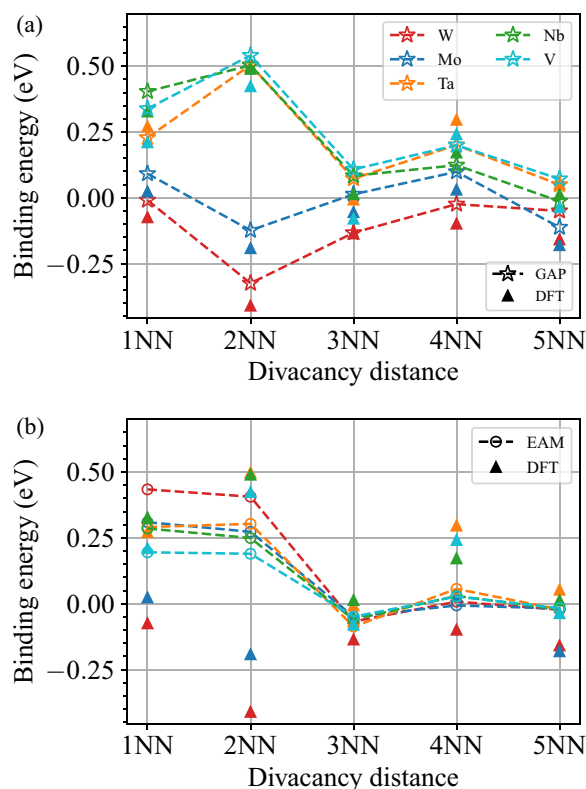 (a)
W
Mo
Ta
Nb
V
0.50
0.25
0.00
−0.25
Binding energy (eV)
GAP
DFT
1NN 2NN 3NN 4NN 5NN
Divacancy distance
(b)
EAM
DFT
0.50
0.25
0.00
−0.25
Binding energy (eV)
1NN 2NN 3NN 4NN 5NN
Divacancy distance